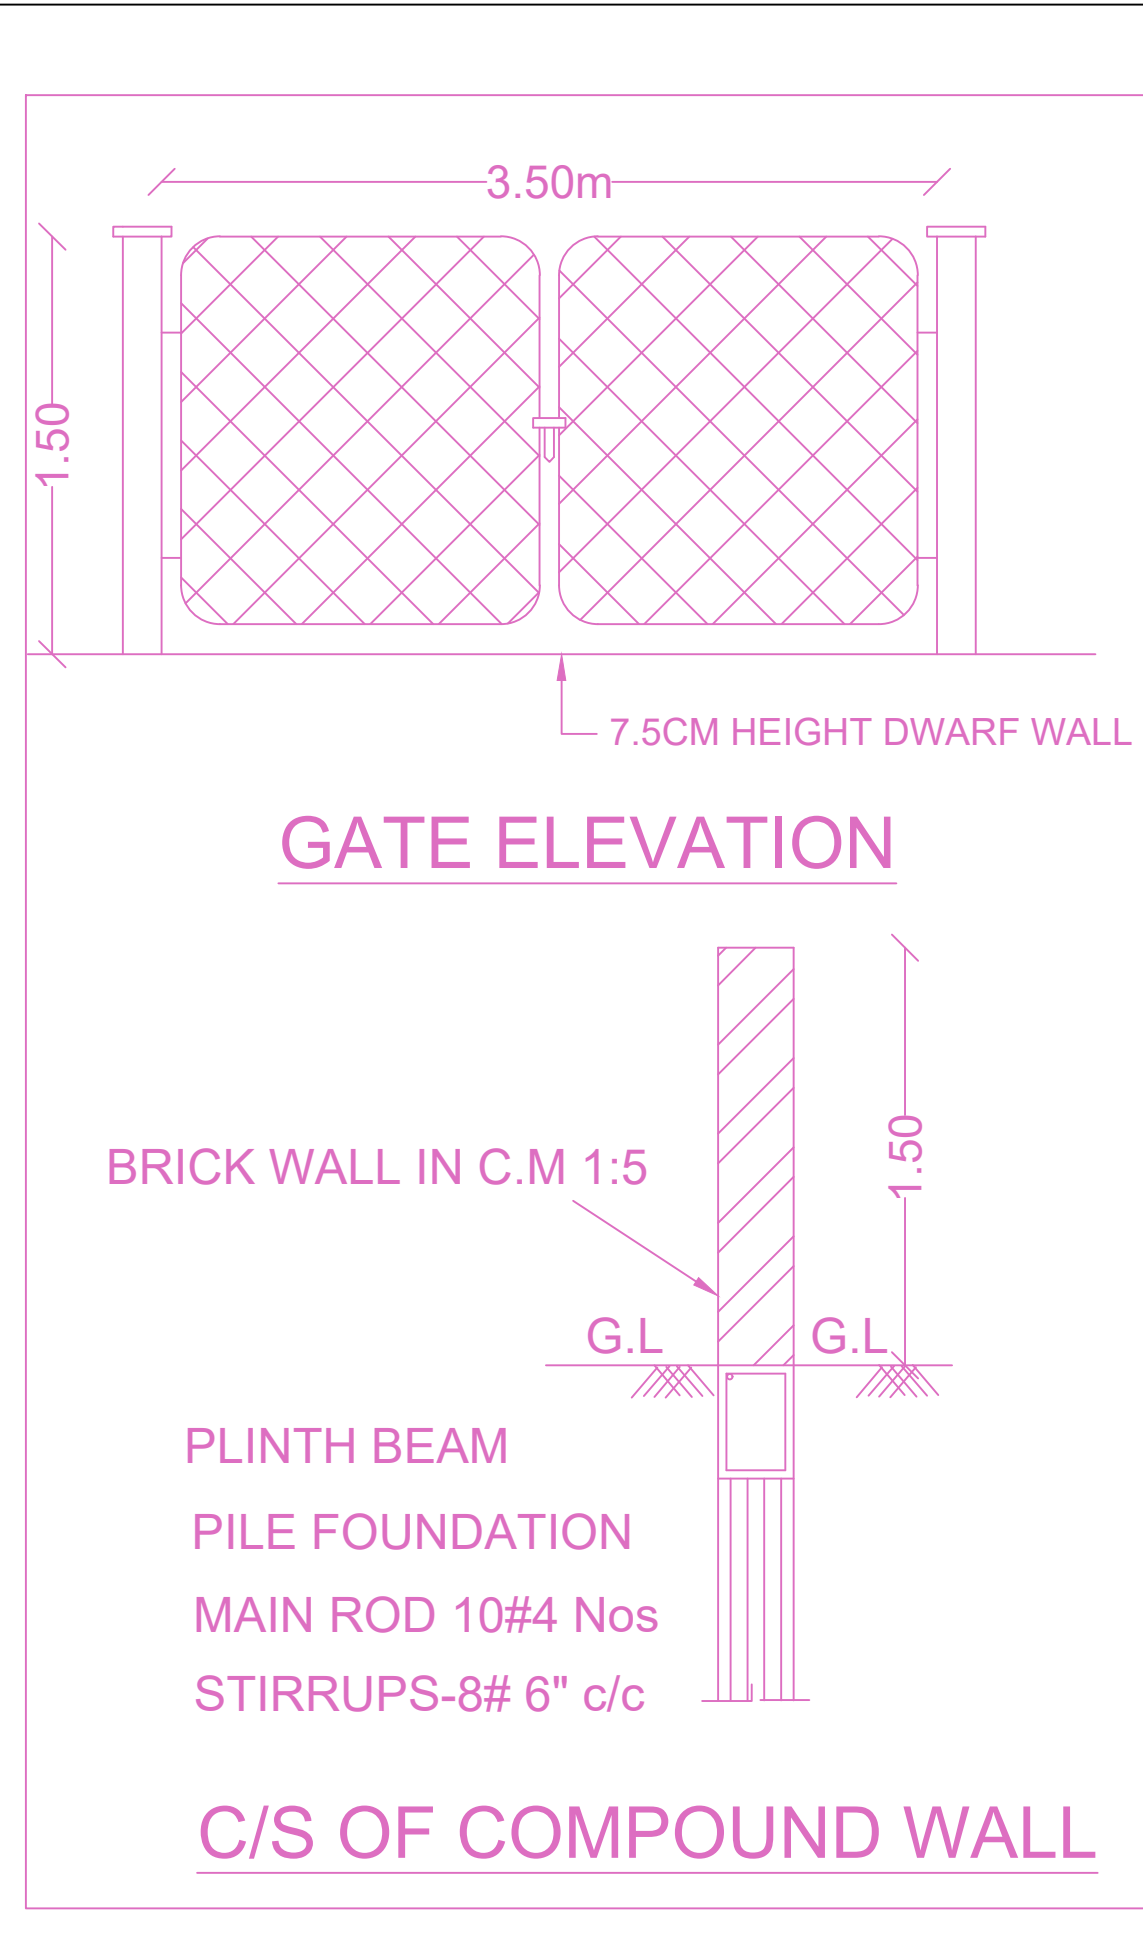 3.50m
1.50
7.5CM HEIGHT DWARF WALL
GATE ELEVATION
1.50
BRICK WALL IN C.M 1:5
G.L
G.L
PLINTH BEAM
PILE FOUNDATION
MAIN ROD 10#4 Nos
STIRRUPS-8# 6" c/c
C/S OF COMPOUND WALL